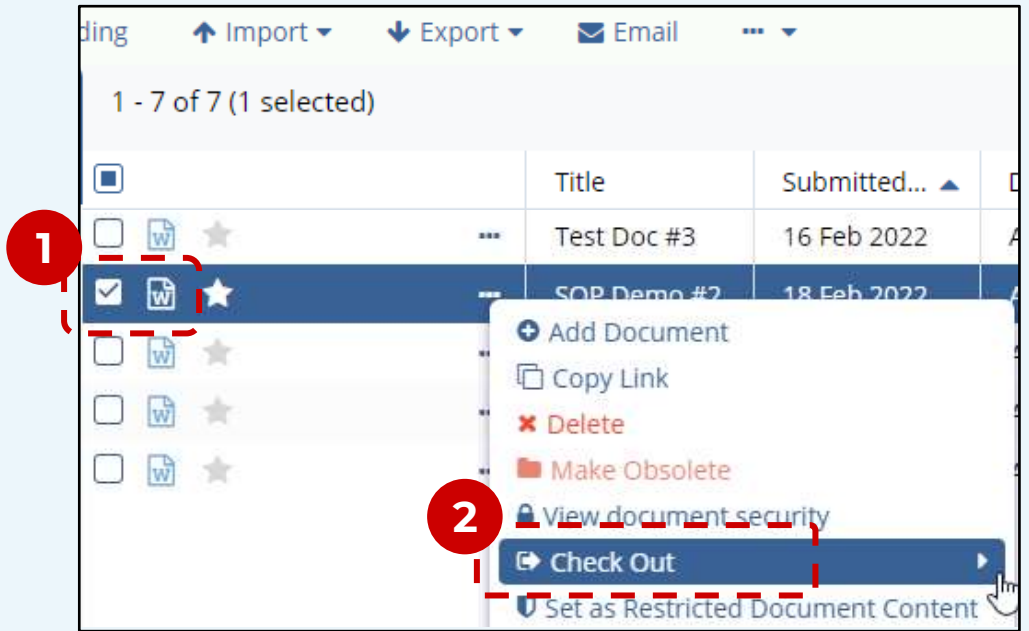 ding Import Export Email
1 - 7 of 7 (1 selected)
Title Submitted...
1
Test Doc #3 16 Feb 2022
SOP Demo #2 18 Feb 2022
Add Document
Copy Link
Delete
Make Obsolete
2
View document security
Check Out
Set as Restricted Document Content